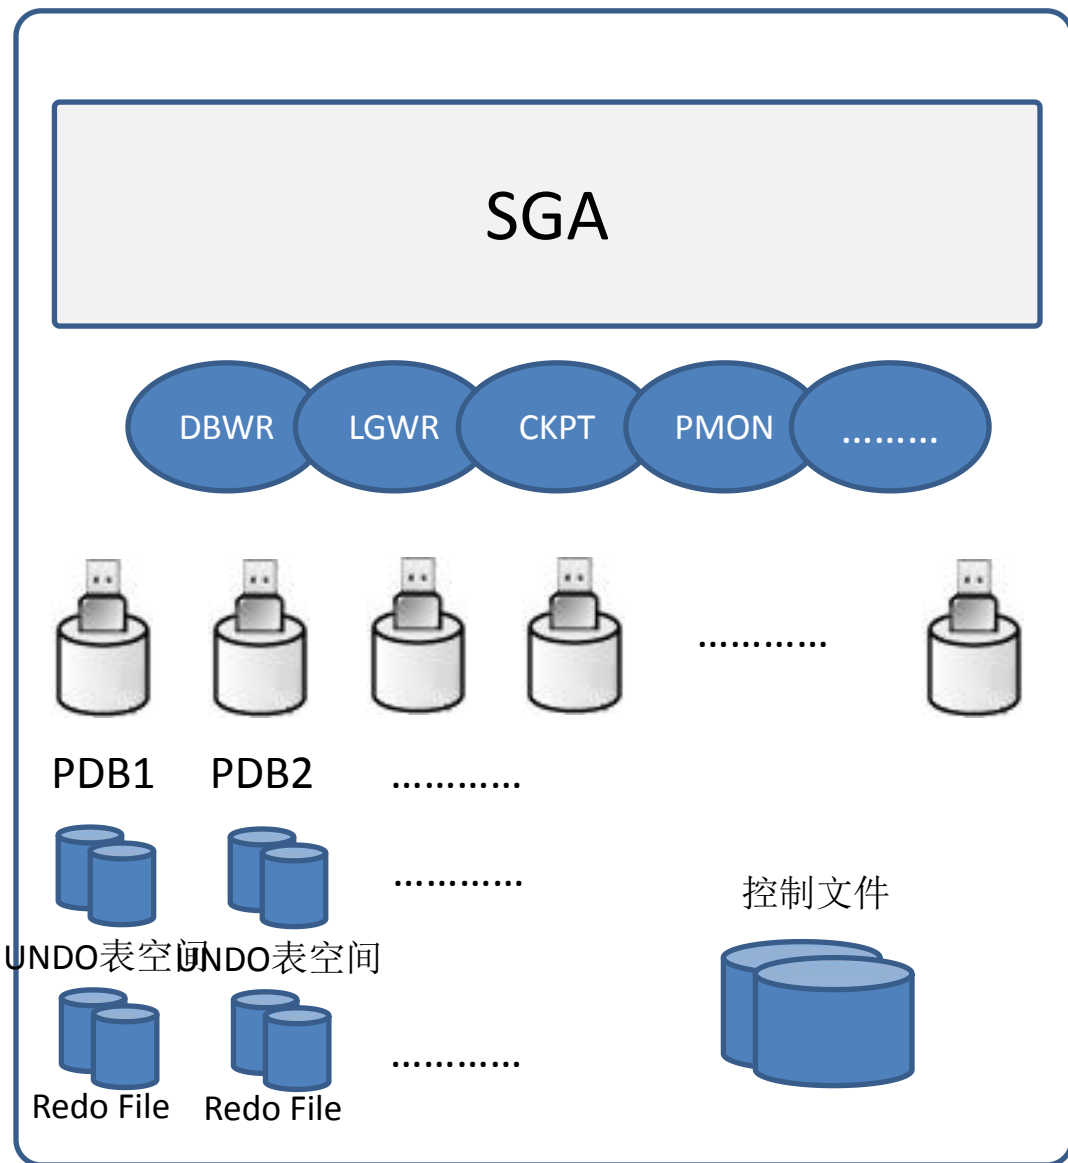 SGA
DBWR LGWR CKPT PMON ………
…………
PDB1 PDB2 …………
…………
控制文件
UNDO表空间 UNDO表空间
…………
Redo File Redo File